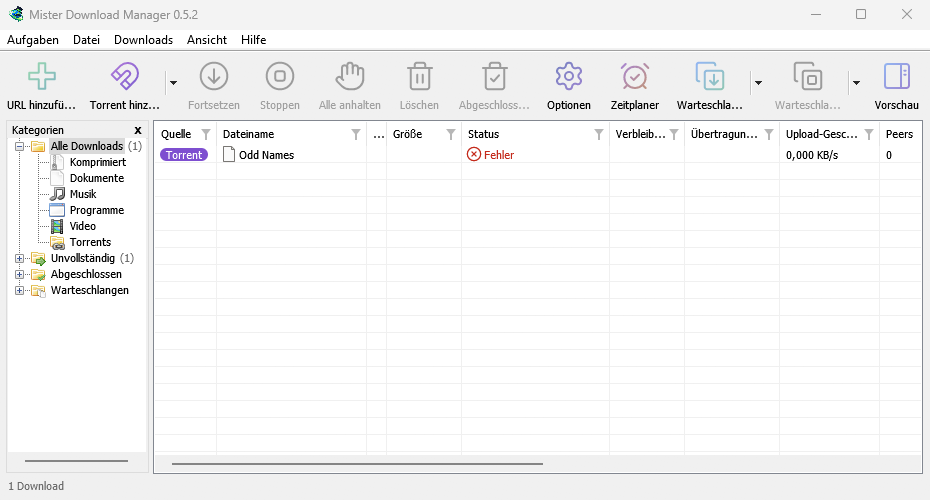 Mister Download Manager 0.5.2
Aufgaben Datei Downloads Ansicht Hilfe
URL hinzufü... Torrent hinz... Fortsetzen Stoppen Alle anhalten Löschen Abgeschloss... Optionen Zeitplaner Warteschla... Warteschla... Vorschau
Kategorien x
Alle Downloads (1)
Komprimiert
Dokumente
Musik
Programme
Video
Torrents
Unvollständig (1)
Abgeschlossen
Warteschlangen
Quelle Dateiname ... Größe Status Verbleib... Übertragun... Upload-Gesc... Peers
Torrent Odd Names Fehler 0,000 KB/s 0
1 Download